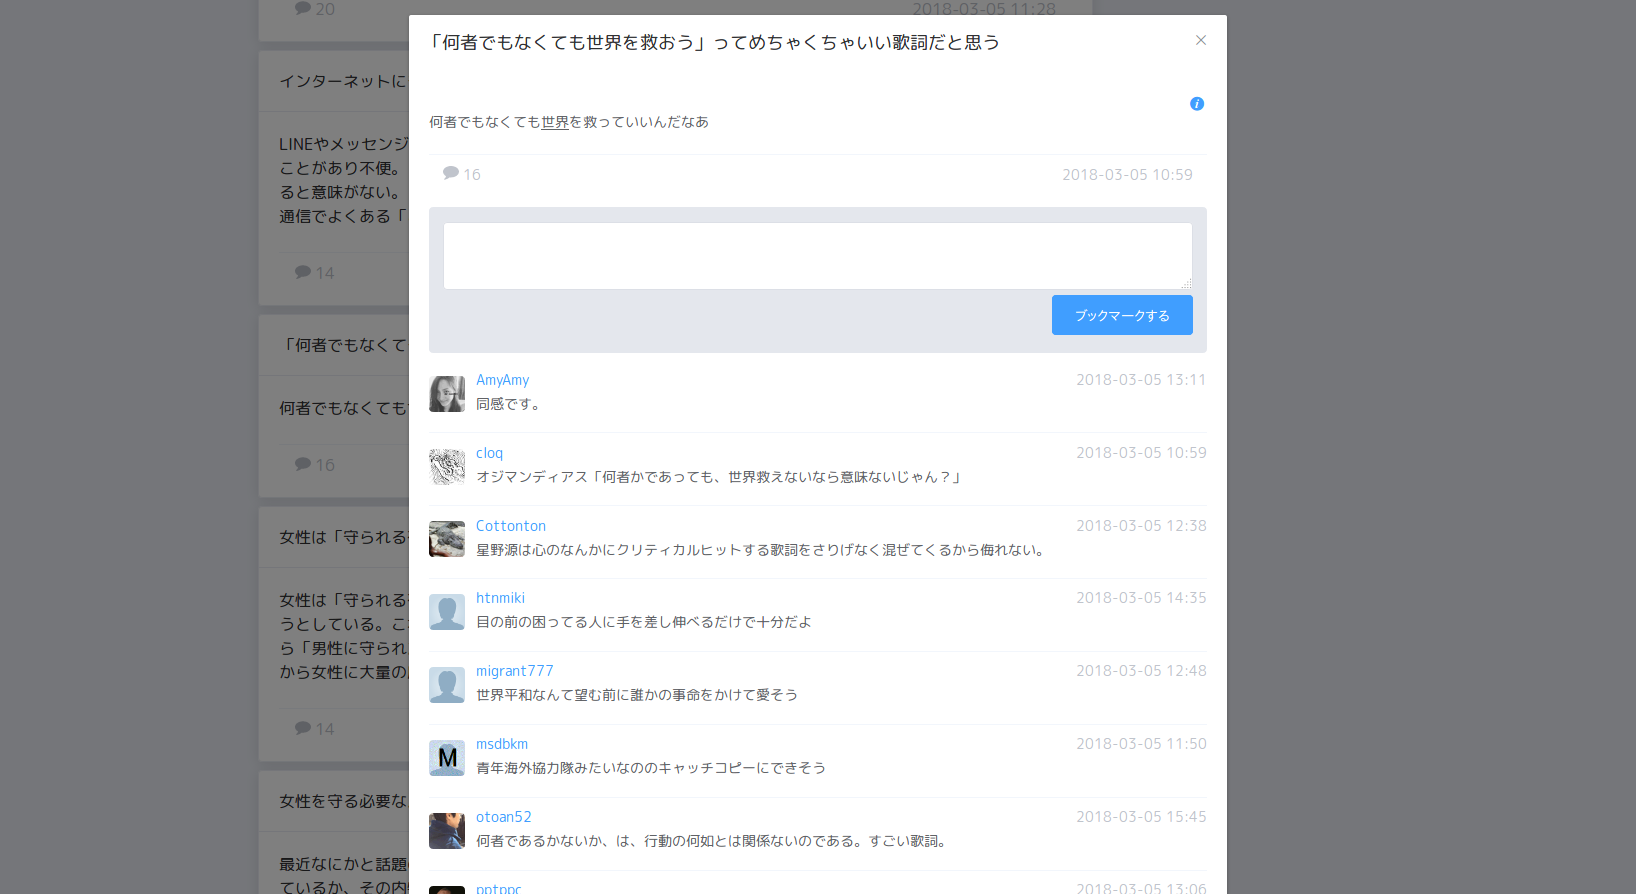 20
2018-03-05 11:28
インターネットに
LINEやメッセンジ
ことがあり不便。
ると意味がない。
通信でよくある「
14
「何者でもなくて
何者でもなくても
16
女性は「守られる
女性は「守られる
うとしている。こ
ら「男性に守られ
から女性に大量の
14
女性を守る必要な
最近なにかと話題
ているか、その内
「何者でもなくても世界を救おう」ってめちゃくちゃいい歌詞だと思う
何者でもなくても世界を救っていいんだなあ
16
2018-03-05 10:59
ブックマークする
AmyAmy
2018-03-05 13:11
同感です。
cloq
2018-03-05 10:59
オジマンディアス「何者かであっても、世界救えないなら意味ないじゃん？」
Cottonton
2018-03-05 12:38
星野源は心のなんかにクリティカルヒットする歌詞をさりげなく混ぜてくるから侮れない。
htnmiki
2018-03-05 14:35
目の前の困ってる人に手を差し伸べるだけで十分だよ
migrant777
2018-03-05 12:48
世界平和なんて望む前に誰かの事命をかけて愛そう
M
msdbkm
2018-03-05 11:50
青年海外協力隊みたいなののキャッチコピーにできそう
otoan52
2018-03-05 15:45
何者であるかないか、は、行動の何如とは関係ないのである。すごい歌詞。
pptppc
2018-03-05 13:06